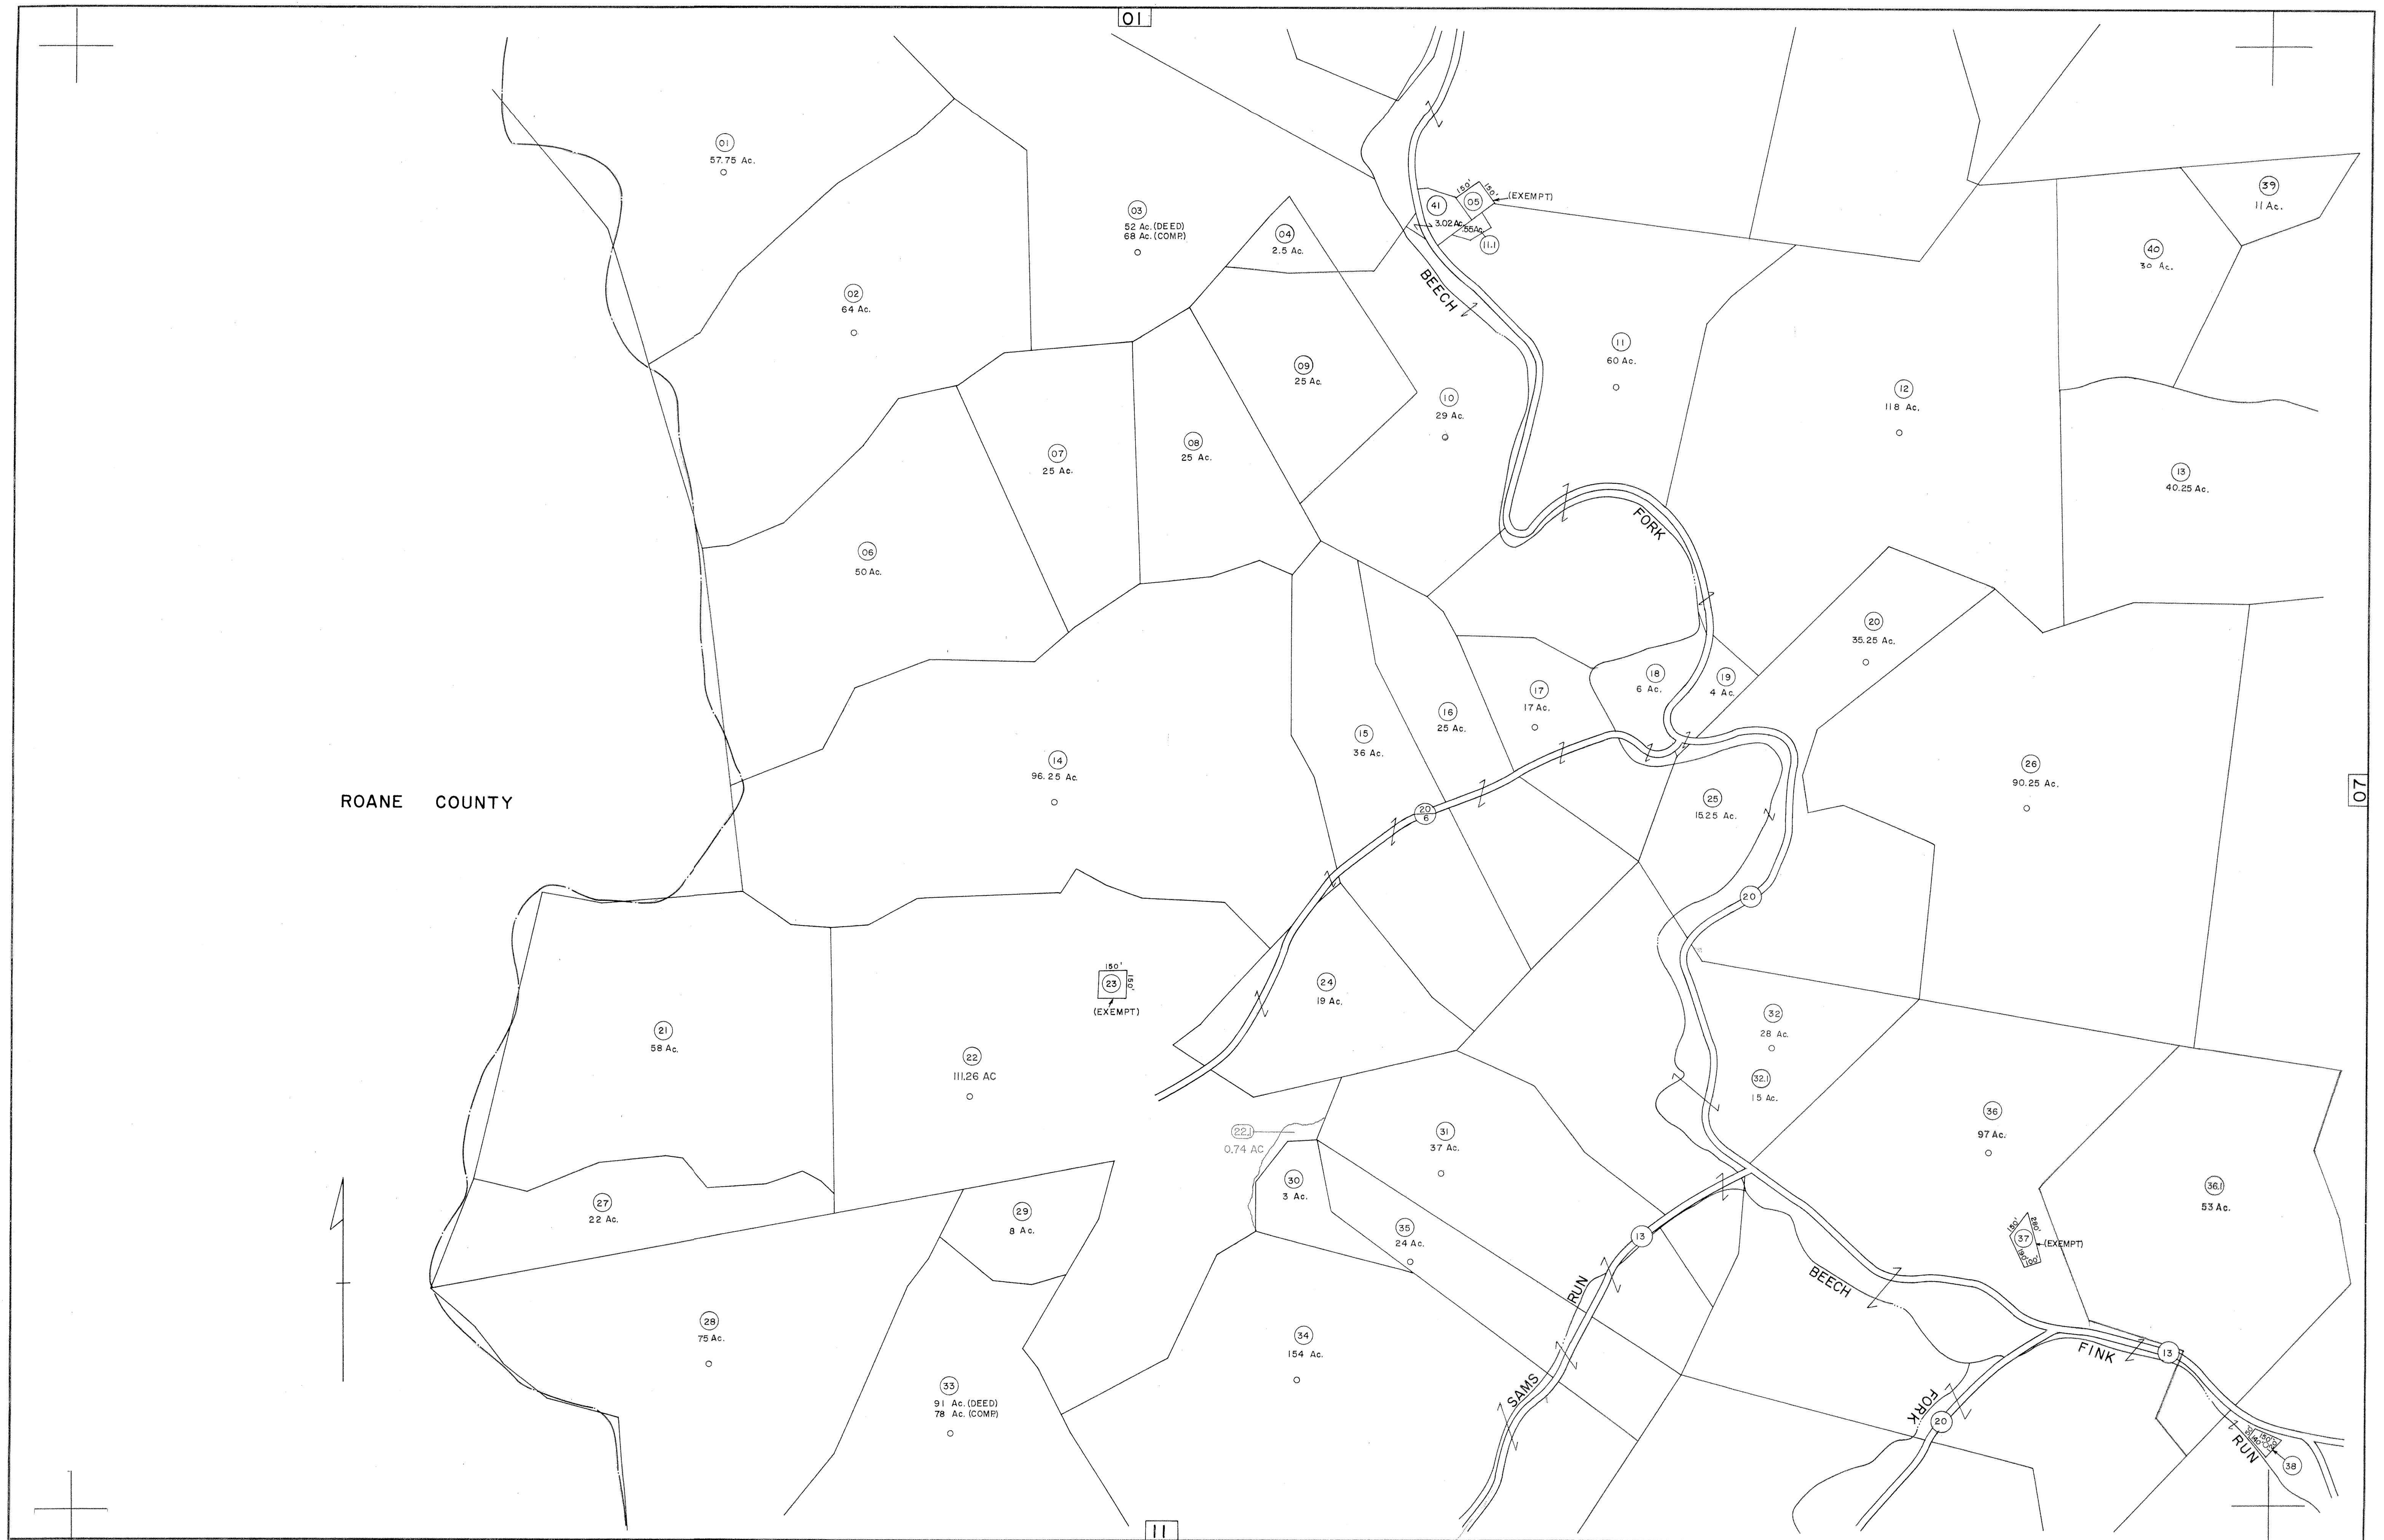 01
01
57.75 Ac.
02
64 Ac.
03
52 Ac. (DEED)
68 Ac. (COMP.)
04
2.5 Ac.
150'
150'
05
(EXEMPT)
41
3.02 Ac.
.55Ac.
11.1
39
11 Ac.
40
30 Ac.
BEECH
09
25 Ac.
10
29 Ac.
11
60 Ac.
12
118 Ac.
13
40.25 Ac.
07
25 Ac.
08
25 Ac.
06
50 Ac.
FORK
20
35.25 Ac.
18
6 Ac.
19
4 Ac.
17
17 Ac.
16
25 Ac.
15
36 Ac.
14
96.25 Ac.
ROANE COUNTY
26
90.25 Ac.
07
25
15.25 Ac.
20
6
20
150'
150'
23
(EXEMPT)
24
19 Ac.
21
58 Ac.
22
111.26 AC
32
28 Ac.
32.1
15 Ac.
36
97 Ac.
36.1
53 Ac.
22.1
0.74 AC
31
37 Ac.
30
3 Ac.
35
24 Ac.
27
22 Ac.
29
8 Ac.
13
150'
280'
37
(EXEMPT)
190'
100'
RUN
BEECH
28
75 Ac.
34
154 Ac.
33
91 Ac. (DEED)
78 Ac. (COMP.)
SAMS
FINK
13
FORK
20
RUN
150'
140'
38
11